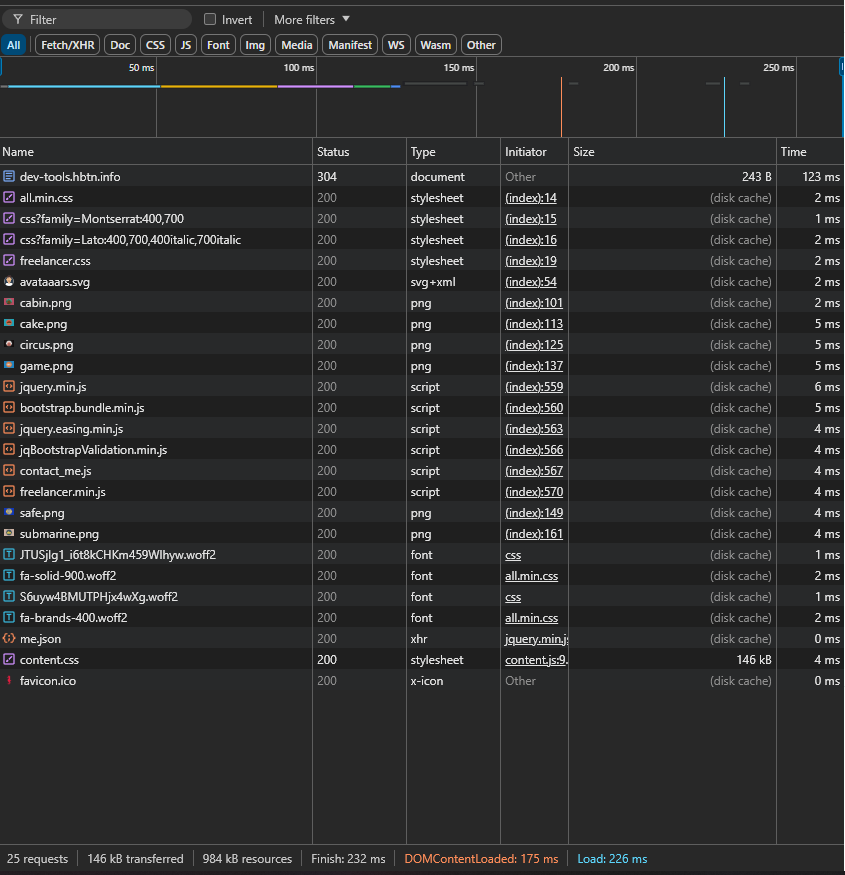 Filter Invert More filters
All Fetch/XHR Doc CSS JS Font Img Media Manifest WS Wasm Other
50 ms 100 ms 150 ms 200 ms 250 ms
Name Status Type Initiator Size Time
dev-tools.hbtn.info 304 document Other 243 B 123 ms
all.min.css 200 stylesheet (index):14 (disk cache) 2 ms
css?family=Montserrat:400,700 200 stylesheet (index):15 (disk cache) 1 ms
css?family=Lato:400,700,400italic,700italic 200 stylesheet (index):16 (disk cache) 2 ms
freelancer.css 200 stylesheet (index):19 (disk cache) 2 ms
avataaars.svg 200 svg+xml (index):54 (disk cache) 2 ms
cabin.png 200 png (index):101 (disk cache) 2 ms
cake.png 200 png (index):113 (disk cache) 5 ms
circus.png 200 png (index):125 (disk cache) 5 ms
game.png 200 png (index):137 (disk cache) 5 ms
jquery.min.js 200 script (index):559 (disk cache) 6 ms
bootstrap.bundle.min.js 200 script (index):560 (disk cache) 5 ms
jquery.easing.min.js 200 script (index):563 (disk cache) 4 ms
jqBootstrapValidation.min.js 200 script (index):566 (disk cache) 4 ms
contact_me.js 200 script (index):567 (disk cache) 4 ms
freelancer.min.js 200 script (index):570 (disk cache) 4 ms
safe.png 200 png (index):149 (disk cache) 4 ms
submarine.png 200 png (index):161 (disk cache) 4 ms
JTUSjIg1_i6t8kCHKm459Wlhyw.woff2 200 font css (disk cache) 1 ms
fa-solid-900.woff2 200 font all.min.css (disk cache) 2 ms
S6uyw4BMUTPHjx4wXg.woff2 200 font css (disk cache) 1 ms
fa-brands-400.woff2 200 font all.min.css (disk cache) 2 ms
me.json 200 xhr jquery.min.js (disk cache) 0 ms
content.css 200 stylesheet content.js:9. 146 kB 4 ms
favicon.ico 200 x-icon Other (disk cache) 0 ms
25 requests 146 kB transferred 984 kB resources Finish: 232 ms DOMContentLoaded: 175 ms Load: 226 ms